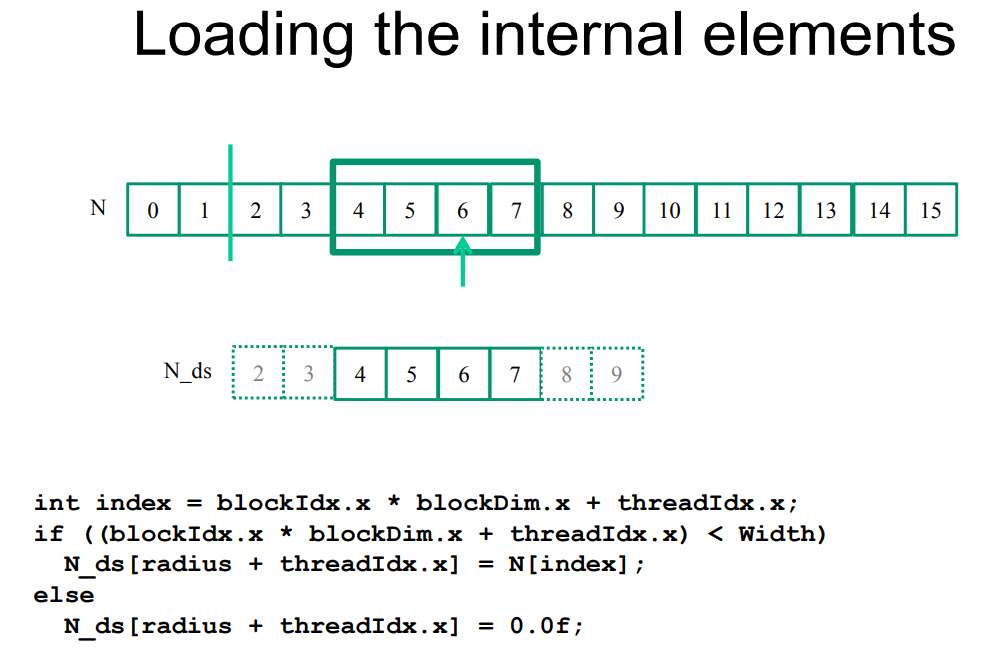 Loading the internal elements
N 0 1 2 3 4 5 6 7 8 9 10 11 12 13 14 15
N_ds 2 3 4 5 6 7 8 9
int index = blockIdx.x * blockDim.x + threadIdx.x;
if ((blockIdx.x * blockDim.x + threadIdx.x) < Width)
  N_ds[radius + threadIdx.x] = N[index];
else
  N_ds[radius + threadIdx.x] = 0.0f;